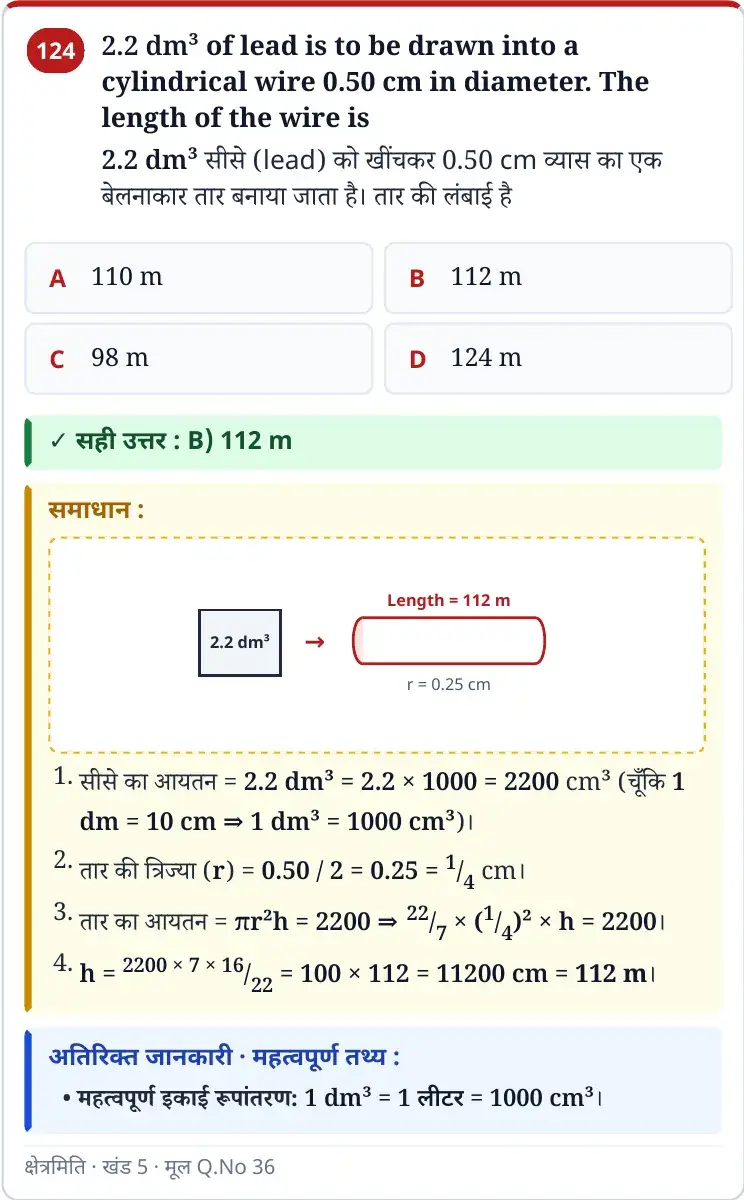 124
2.2 dm³ of lead is to be drawn into a
cylindrical wire 0.50 cm in diameter. The
length of the wire is
2.2 dm³ सीसे (lead) को खींचकर 0.50 cm व्यास का एक
बेलनाकार तार बनाया जाता है। तार की लंबाई है
A 110 m
B 112 m
C 98 m
D 124 m
✓ सही उत्तर : B) 112 m
समाधान :
Length = 112 m
2.2 dm³ →
r = 0.25 cm
1. सीसे का आयतन = 2.2 dm³ = 2.2 × 1000 = 2200 cm³ (चूँकि 1
dm = 10 cm ⇒ 1 dm³ = 1000 cm³)।
2. तार की त्रिज्या (r) = 0.50 / 2 = 0.25 = ¹/₄ cm।
3. तार का आयतन = πr²h = 2200 ⇒ ²²/₇ × (¹/₄)² × h = 2200।
4. h = ²²⁰⁰ ˣ ⁷ ˣ ¹⁶/₂₂ = 100 × 112 = 11200 cm = 112 m।
अतिरिक्त जानकारी · महत्वपूर्ण तथ्य :
• महत्वपूर्ण इकाई रूपांतरण: 1 dm³ = 1 लीटर = 1000 cm³।
क्षेत्रमिति · खंड 5 · मूल Q.No 36